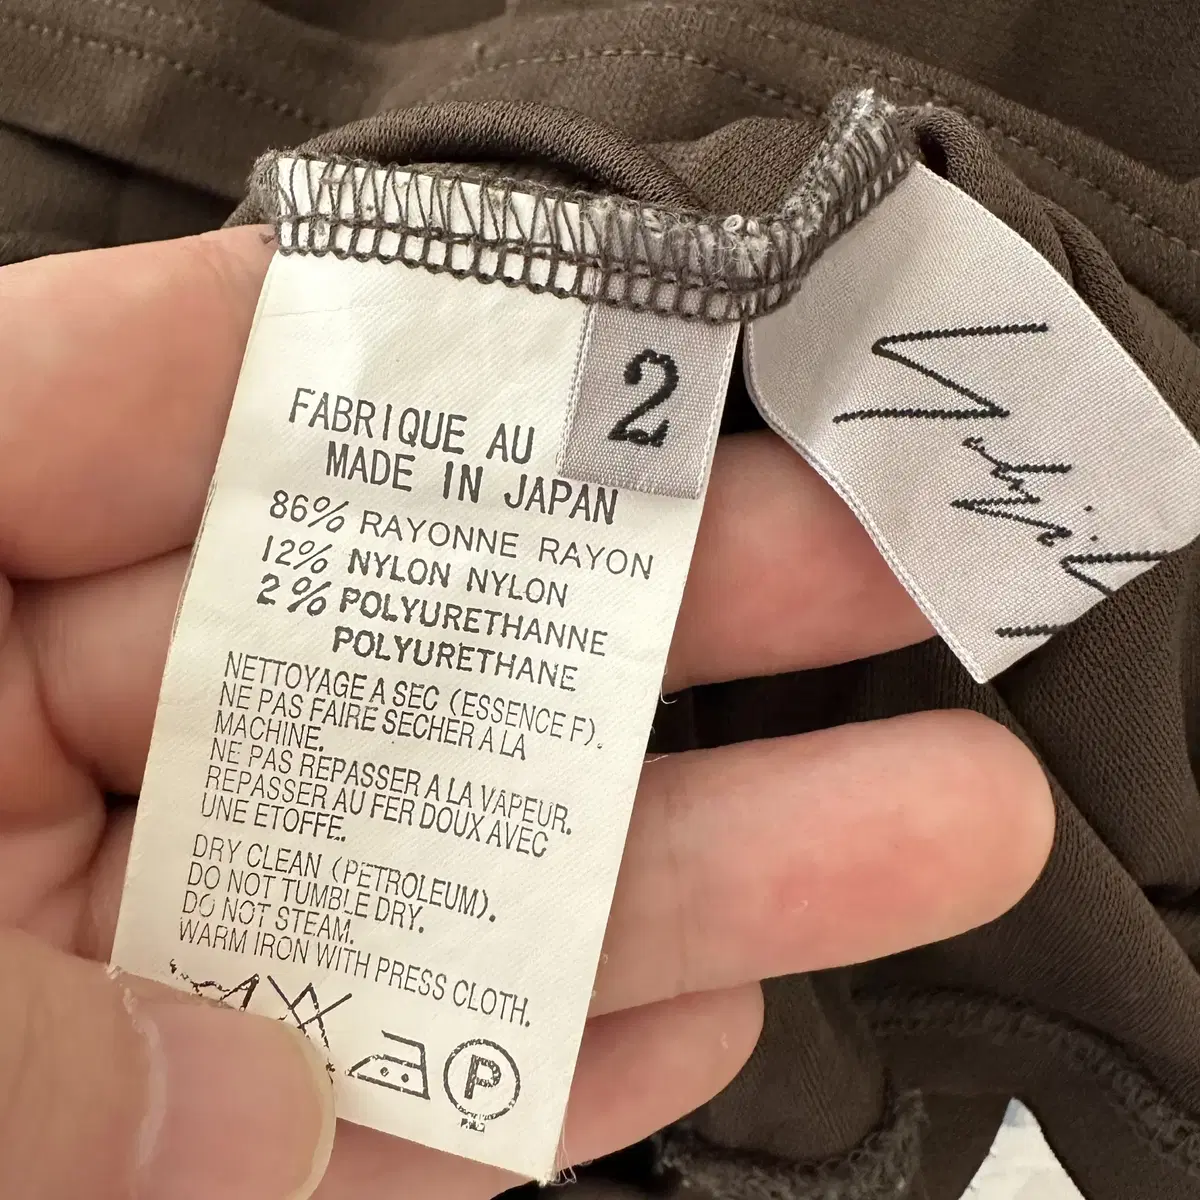 2
FABRIQUE AU
MADE IN JAPAN
86% RAYONNE RAYON
12% NYLON NYLON
2% POLYURETHANNE
POLYURETHANE
NETTOYAGE A SEC (ESSENCE F).
NE PAS FAIRE SECHER A LA
MACHINE.
NE PAS REPASSER A LA VAPEUR.
REPASSER AU FER DOUX AVEC
UNE ETOFFE.
DRY CLEAN (PETROLEUM).
DO NOT TUMBLE DRY.
DO NOT STEAM.
WARM IRON WITH PRESS CLOTH.
P